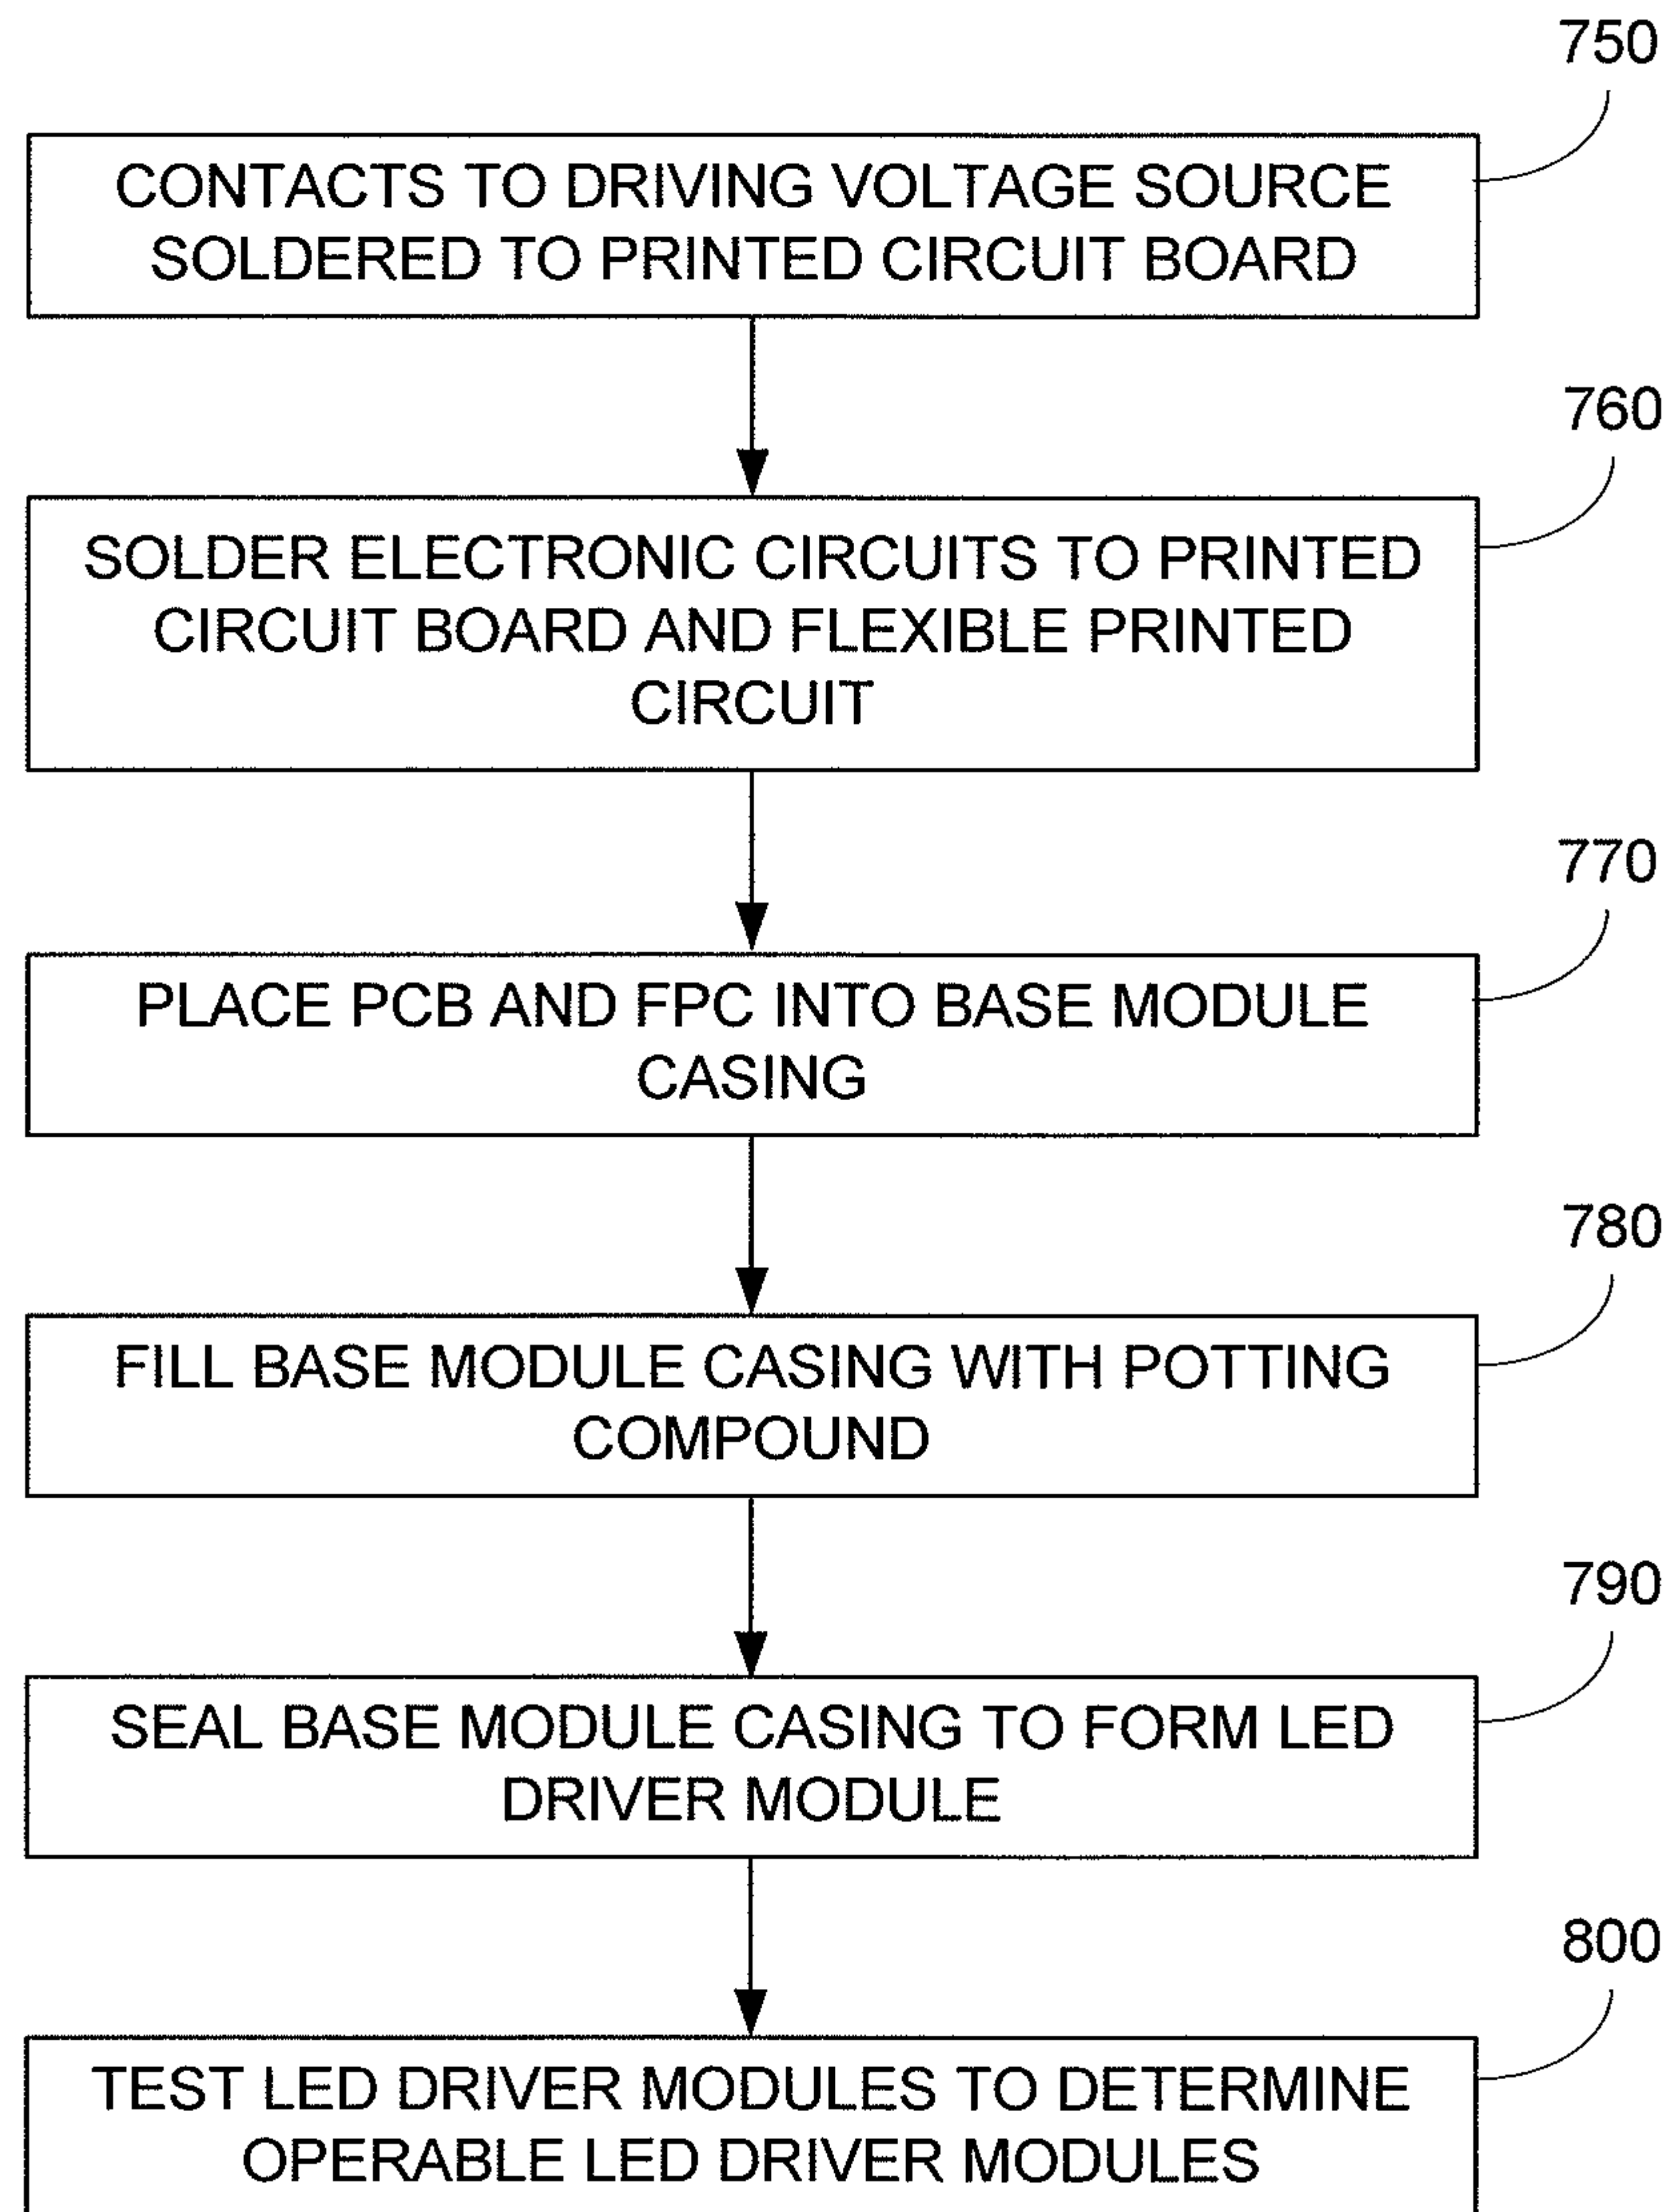 750
CONTACTS TO DRIVING VOLTAGE SOURCE
SOLDERED TO PRINTED CIRCUIT BOARD
760
SOLDER ELECTRONIC CIRCUITS TO PRINTED
CIRCUIT BOARD AND FLEXIBLE PRINTED
CIRCUIT
770
PLACE PCB AND FPC INTO BASE MODULE
CASING
780
FILL BASE MODULE CASING WITH POTTING
COMPOUND
790
SEAL BASE MODULE CASING TO FORM LED
DRIVER MODULE
800
TEST LED DRIVER MODULES TO DETERMINE
OPERABLE LED DRIVER MODULES